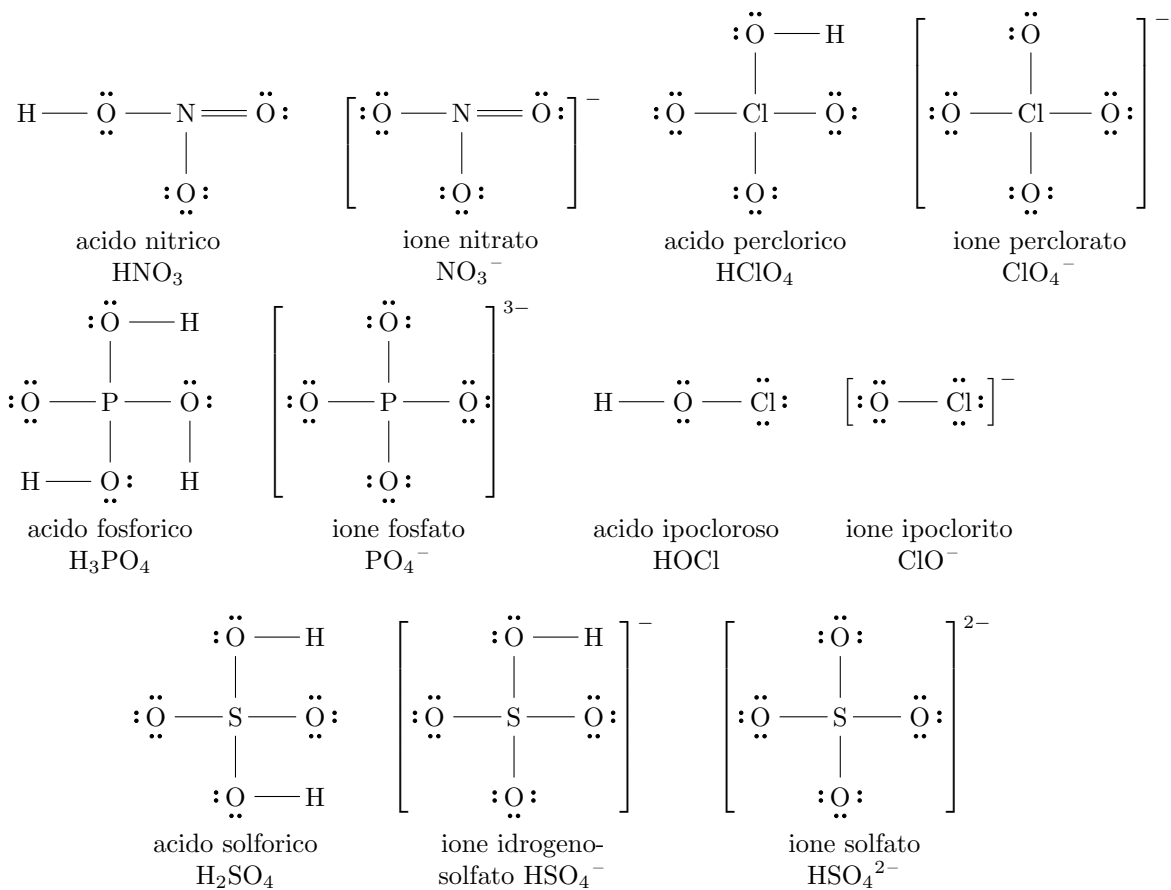 O H O −
H O N O O N O − O Cl O O Cl O
O O O O
acido nitrico ione nitrato acido perclorico ione perclorato
HNO₃ NO₃⁻ HClO₄ ClO₄⁻
O H O 3−
O P O O P O H O Cl O Cl −
H O H O
acido fosforico ione fosfato acido ipocloroso ione ipoclorito
H₃PO₄ PO₄⁻ HOCl ClO⁻
O H O H − O 2−
O S O O S O O S O
O H O O
acido solforico ione idrogeno- ione solfato
H₂SO₄ solfato HSO₄⁻ HSO₄²⁻